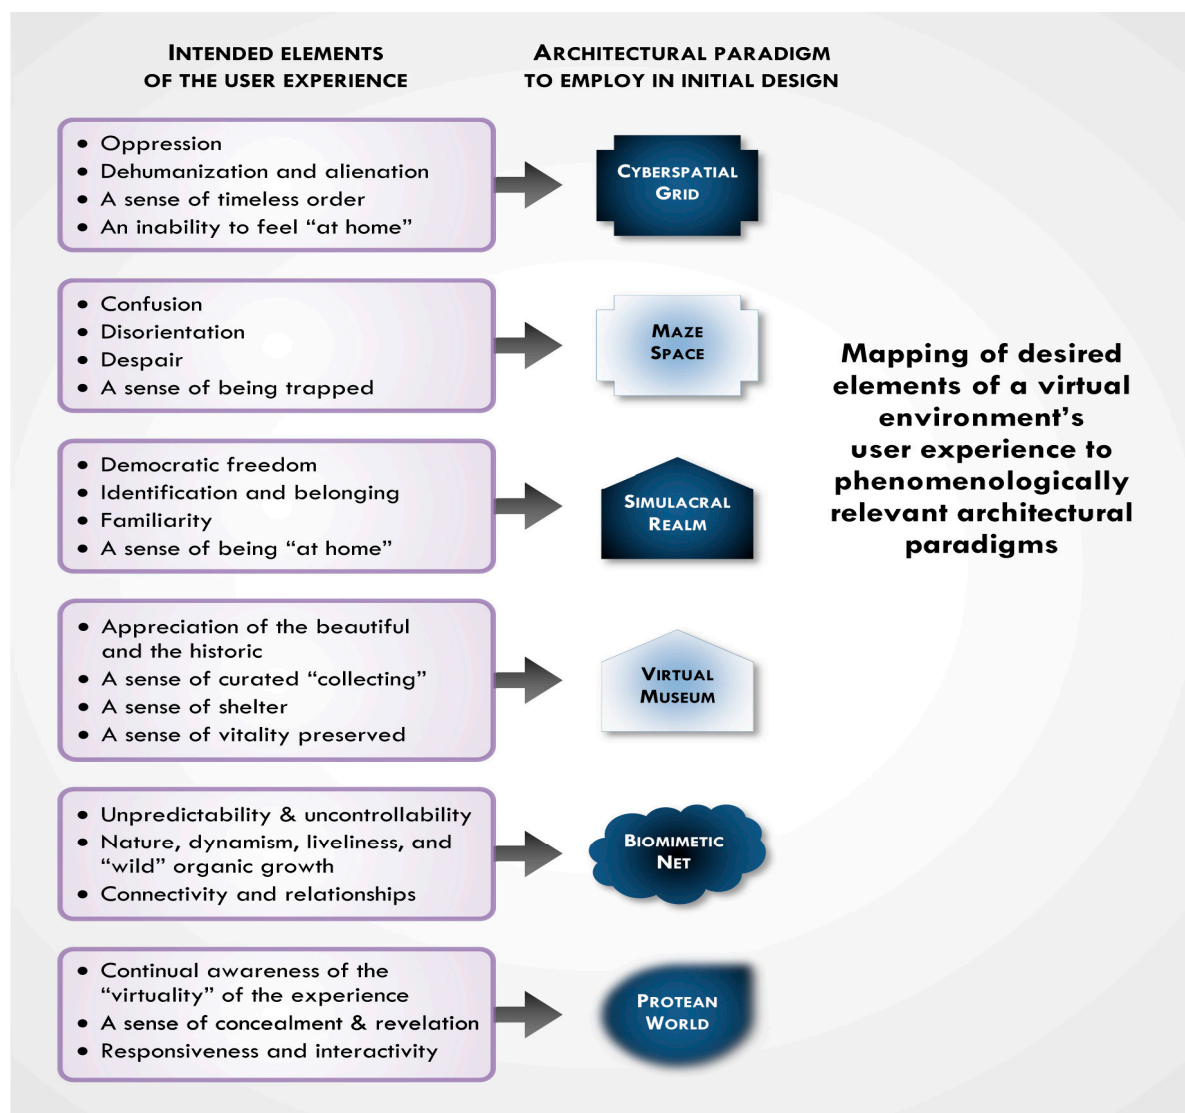 INTENDED ELEMENTS
OF THE USER EXPERIENCE
ARCHITECTURAL PARADIGM
TO EMPLOY IN INITIAL DESIGN
• Oppression
• Dehumanization and alienation
• A sense of timeless order
• An inability to feel “at home”
CYBERSPATIAL
GRID
• Confusion
• Disorientation
• Despair
• A sense of being trapped
MAZE
SPACE
• Democratic freedom
• Identification and belonging
• Familiarity
• A sense of being “at home”
SIMULACRAL
REALM
• Appreciation of the beautiful
and the historic
• A sense of curated “collecting”
• A sense of shelter
• A sense of vitality preserved
VIRTUAL
MUSEUM
• Unpredictability & uncontrollability
• Nature, dynamism, liveliness, and
“wild” organic growth
• Connectivity and relationships
BIOMIMETIC
NET
• Continual awareness of the
“virtuality” of the experience
• A sense of concealment & revelation
• Responsiveness and interactivity
PROTEAN
WORLD
Mapping of desired
elements of a virtual
environment’s
user experience to
phenomenologically
relevant architectural
paradigms